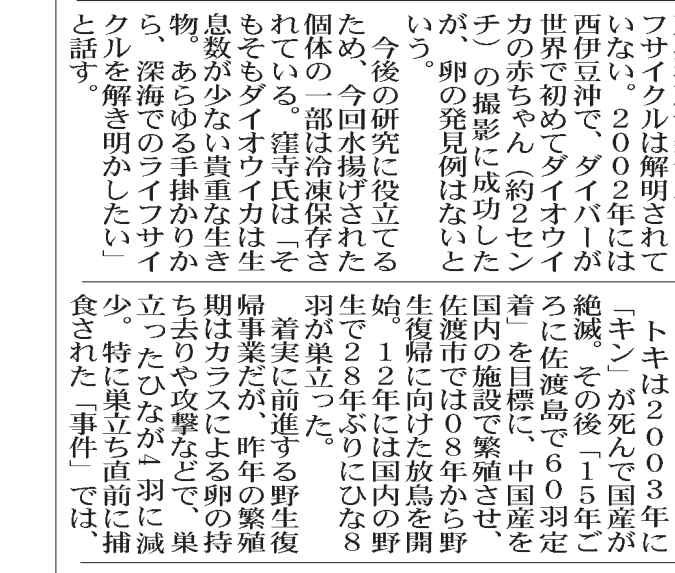 フサイクルは解明されて
いない。２００２年には
西伊豆沖で、ダイバーが
世界で初めてダイオウイ
カの赤ちゃん（約２セン
チ）の撮影に成功した
が、卵の発見例はないと
いう。
今後の研究に役立てる
ため、今回水揚げされた
個体の一部は冷凍保存さ
れている。窪寺氏は「そ
もそもダイオウイカは生
息数が少ない貴重な生き
物。あらゆる手掛かりか
ら、深海でのライフサイ
クルを解き明かしたい」
と話す。
トキは２００３年に
「キン」が死んで国産が
絶滅。その後「１５年ご
ろに佐渡島で６０羽定
着」を目標に、中国産を
国内の施設で繁殖させ、
佐渡市では０８年から野
生復帰に向けた放鳥を開
始。１２年には国内の野
生で２８年ぶりにひな８
羽が巣立った。
着実に前進する野生復
帰事業だが、昨年の繁殖
期はカラスによる卵の持
ち去りや攻撃などで、巣
立ったひなが４羽に減
少。特に巣立ち直前に捕
食された「事件」では、